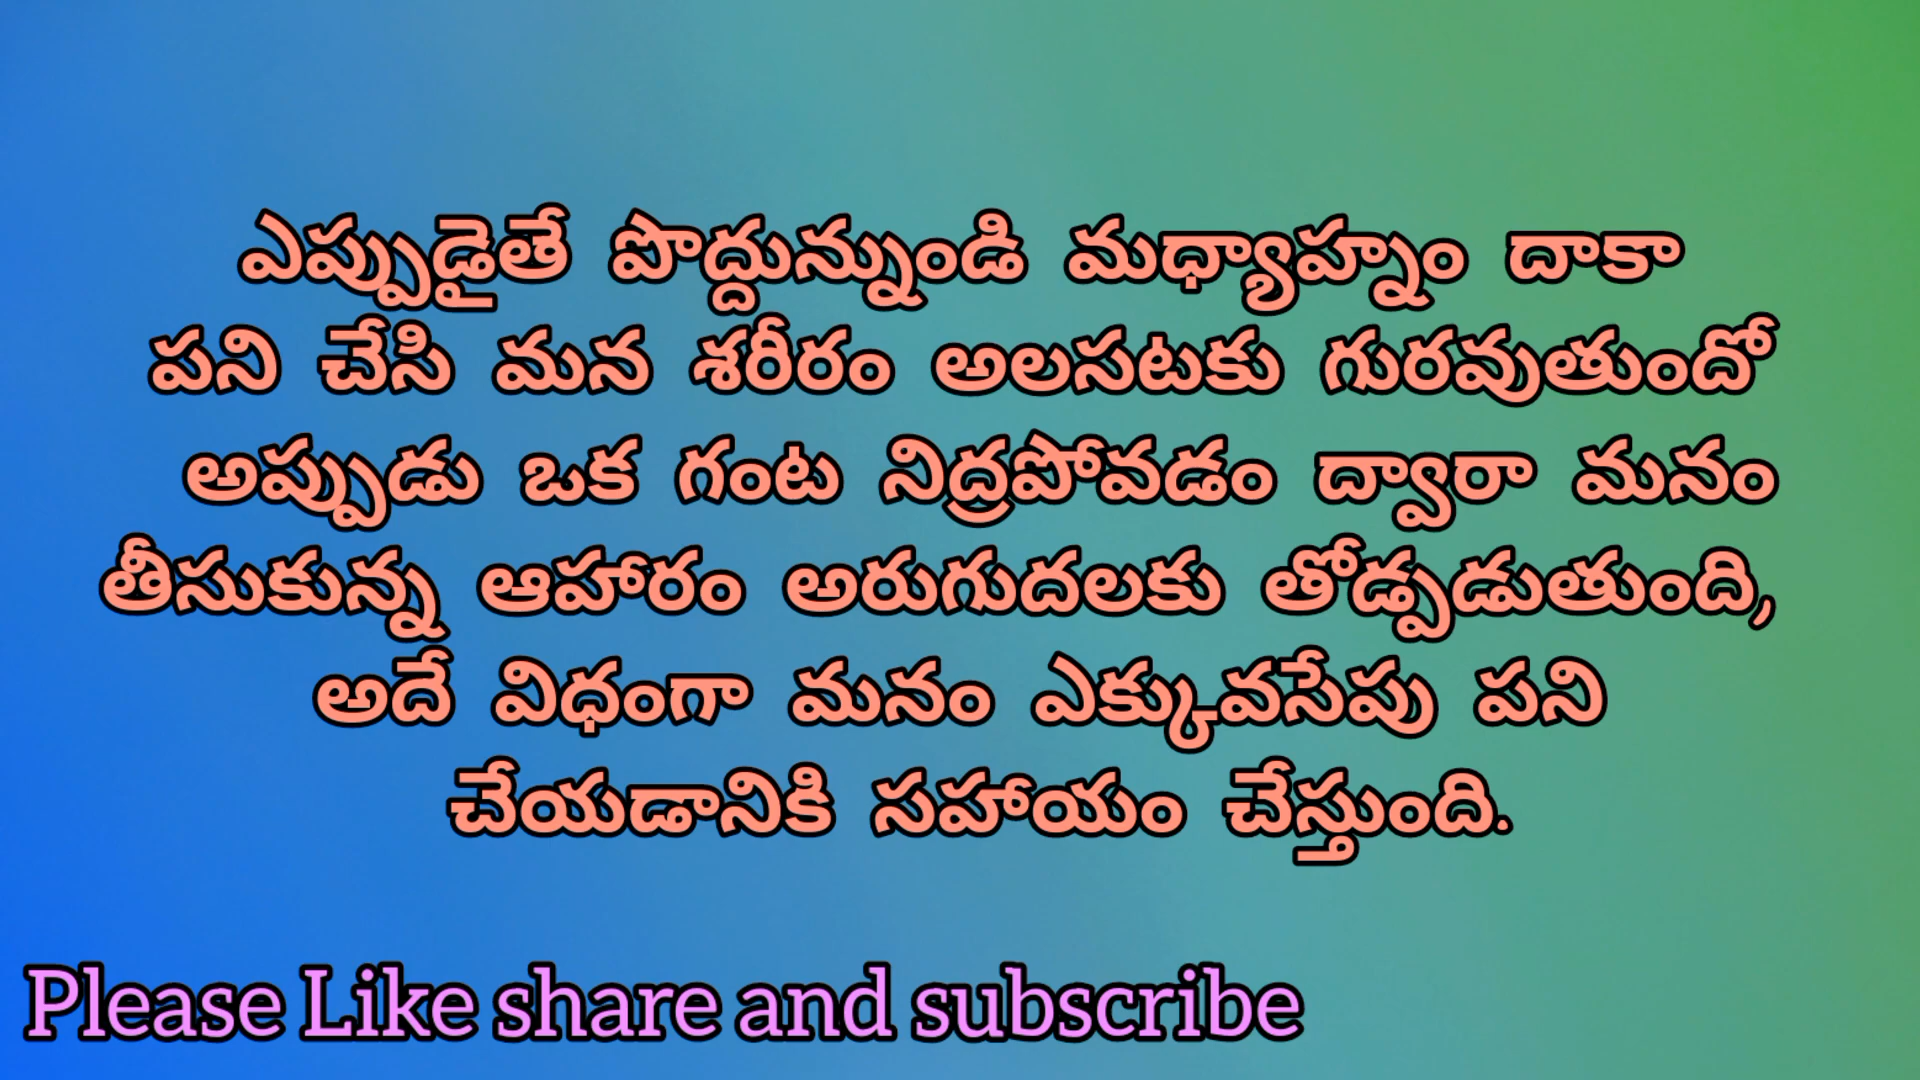 ఎప్పుడైతే పొద్దున్నుండి మధ్యాహ్నం దాకా
పని చేసి మన శరీరం అలసటకు గురవుతుందో
అప్పుడు ఒక గంట నిద్రపోవడం ద్వారా మనం
తీసుకున్న ఆహారం అరుగుదలకు తోడ్పడుతుంది,
అదే విధంగా మనం ఎక్కువసేపు పని
చేయడానికి సహాయం చేస్తుంది.
Please Like share and subscribe